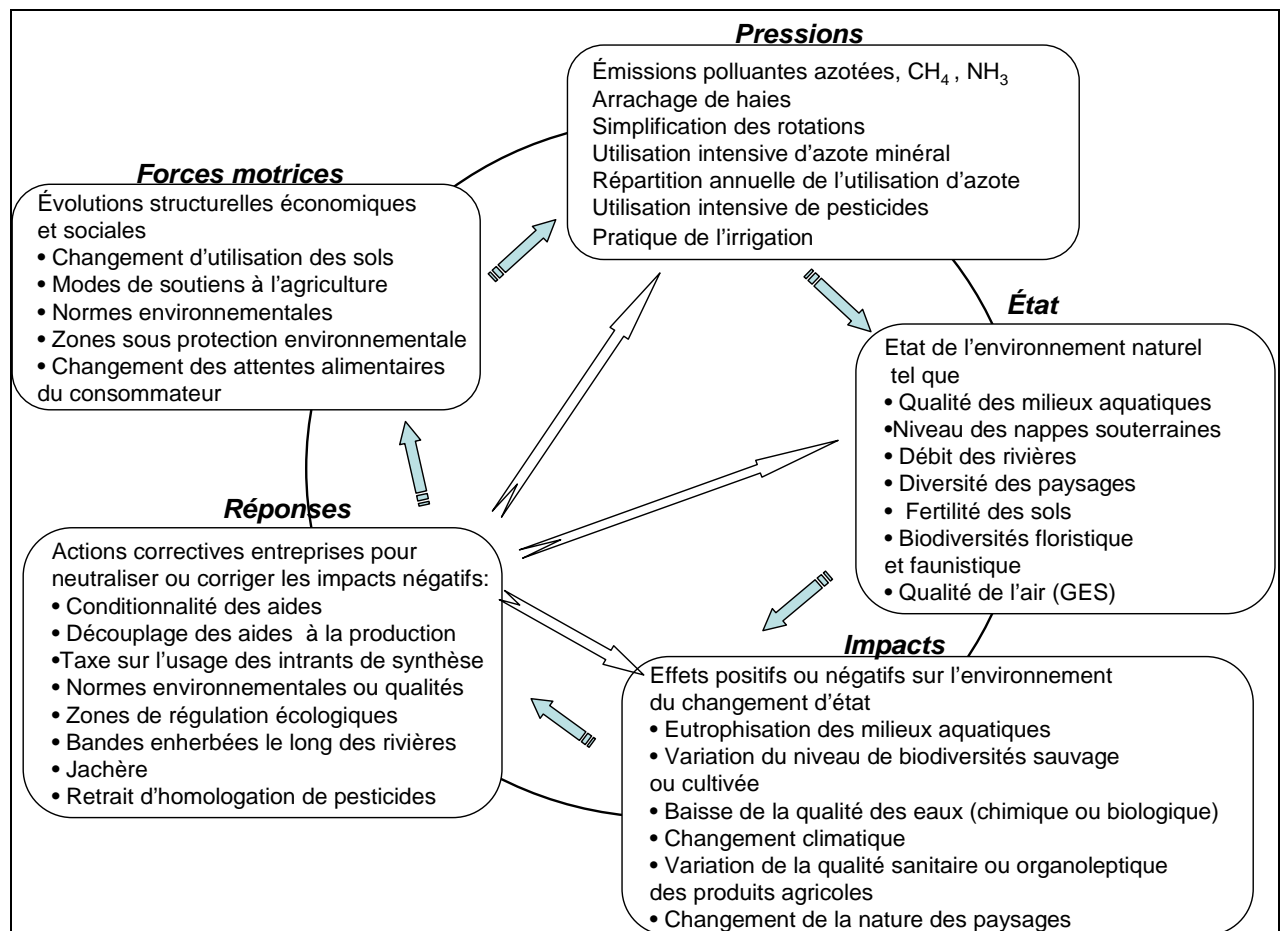 Pressions
Émissions polluantes azotées, CH₄ , NH₃
Arrachage de haies
Simplification des rotations
Utilisation intensive d’azote minéral
Répartition annuelle de l’utilisation d’azote
Utilisation intensive de pesticides
Pratique de l’irrigation
Forces motrices
Évolutions structurelles économiques
et sociales
• Changement d’utilisation des sols
• Modes de soutiens à l’agriculture
• Normes environnementales
• Zones sous protection environnementale
• Changement des attentes alimentaires
du consommateur
État
Etat de l’environnement naturel
tel que
• Qualité des milieux aquatiques
•Niveau des nappes souterraines
• Débit des rivières
• Diversité des paysages
• Fertilité des sols
• Biodiversités floristique
et faunistique
• Qualité de l’air (GES)
Réponses
Actions correctives entreprises pour
neutraliser ou corriger les impacts négatifs:
• Conditionnalité des aides
• Découplage des aides à la production
•Taxe sur l’usage des intrants de synthèse
• Normes environnementales ou qualités
• Zones de régulation écologiques
• Bandes enherbées le long des rivières
• Jachère
• Retrait d’homologation de pesticides
Impacts
Effets positifs ou négatifs sur l’environnement
du changement d’état
• Eutrophisation des milieux aquatiques
• Variation du niveau de biodiversités sauvage
ou cultivée
• Baisse de la qualité des eaux (chimique ou biologique)
• Changement climatique
• Variation de la qualité sanitaire ou organoleptique
des produits agricoles
• Changement de la nature des paysages